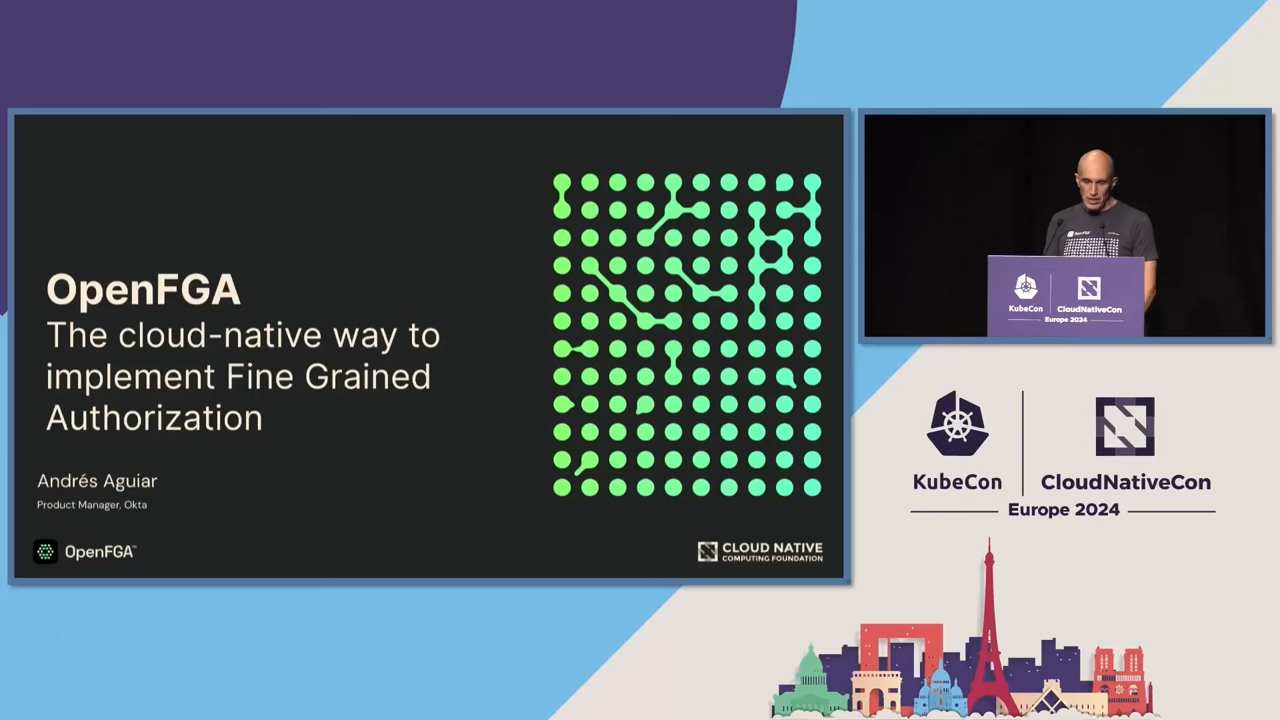 OpenFGA
The cloud-native way to
implement Fine Grained
Authorization
Andrés Aguiar
Product Manager, Okta
OpenFGA™
CLOUD NATIVE
COMPUTING FOUNDATION
OpenFGA
KubeCon
CloudNativeCon
Europe 2024
KubeCon
CloudNativeCon
Europe 2024